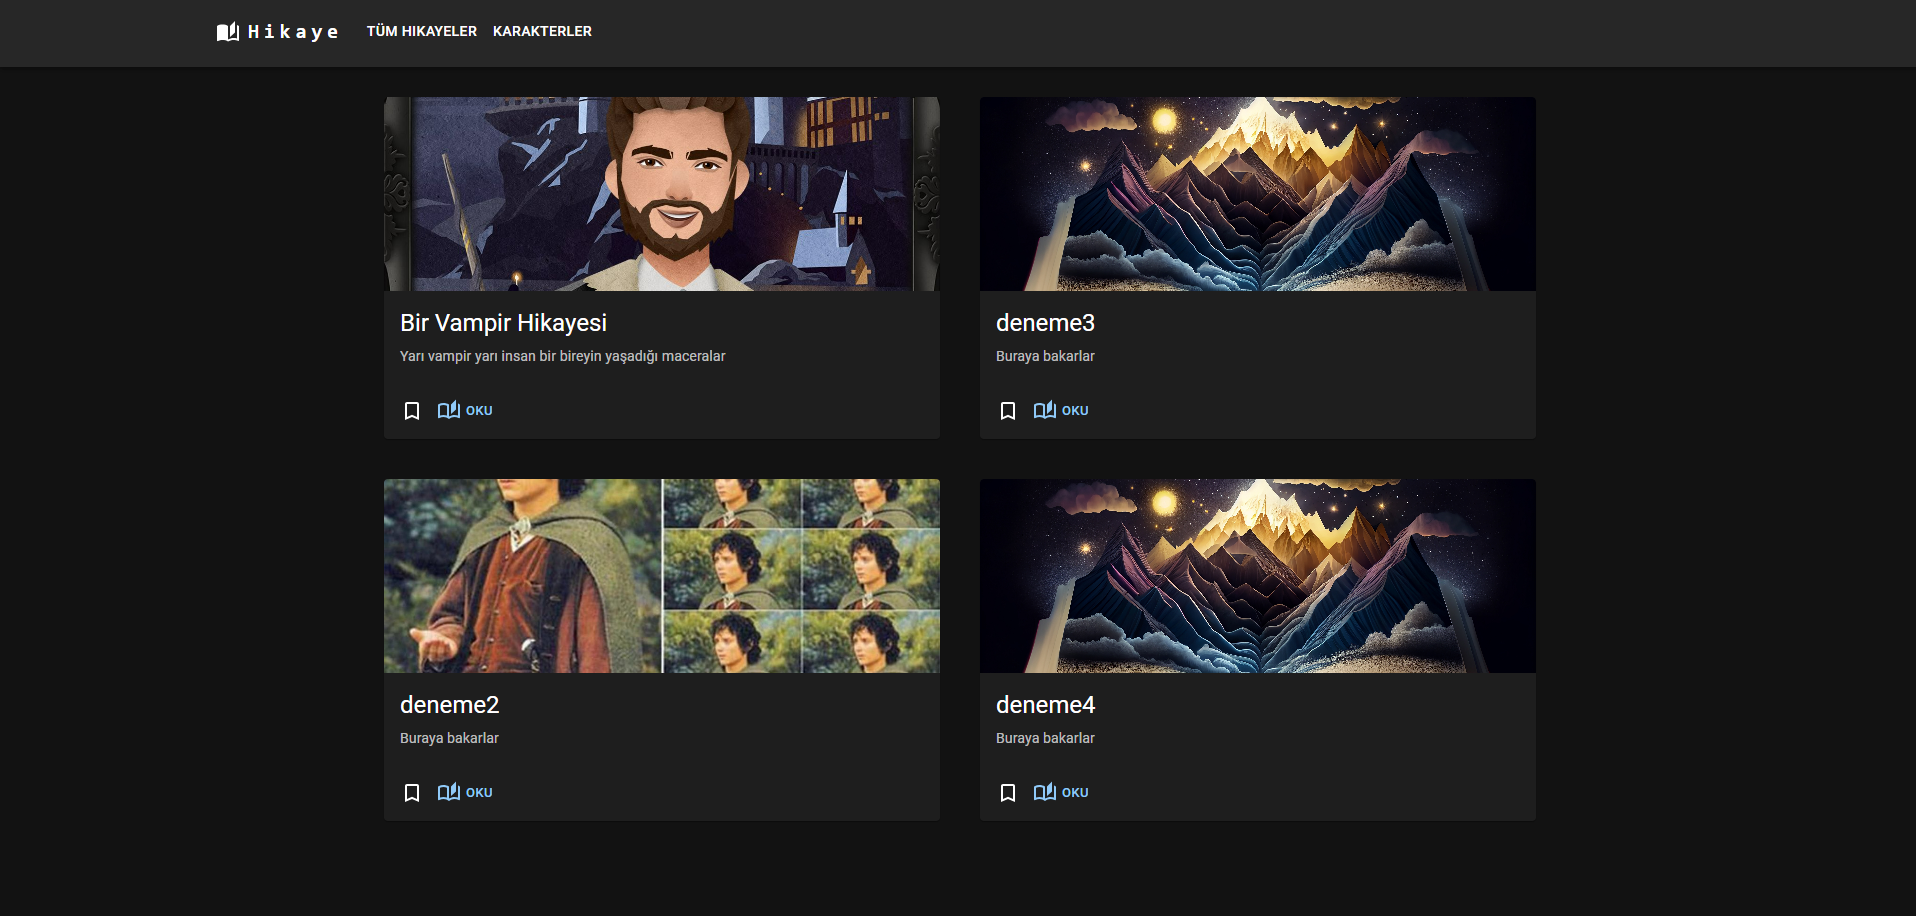 Hikaye
TÜM HIKAYELER
KARAKTERLER
Bir Vampir Hikayesi
Yarı vampir yarı insan bir bireyin yaşadığı maceralar
OKU
deneme3
Buraya bakarlar
OKU
deneme2
Buraya bakarlar
OKU
deneme4
Buraya bakarlar
OKU